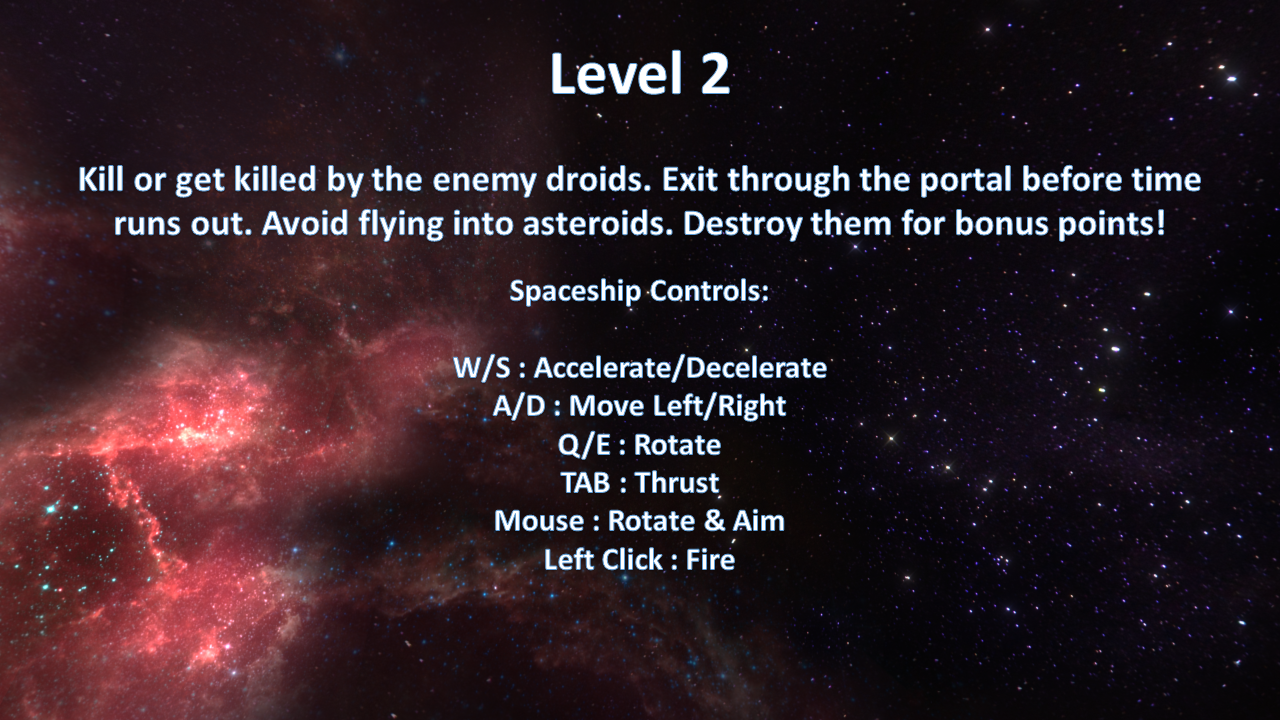 Level 2
Kill or get killed by the enemy droids. Exit through the portal before time
runs out. Avoid flying into asteroids. Destroy them for bonus points!
Spaceship Controls:
W/S : Accelerate/Decelerate
A/D : Move Left/Right
Q/E : Rotate
TAB : Thrust
Mouse : Rotate & Aim
Left Click : Fire